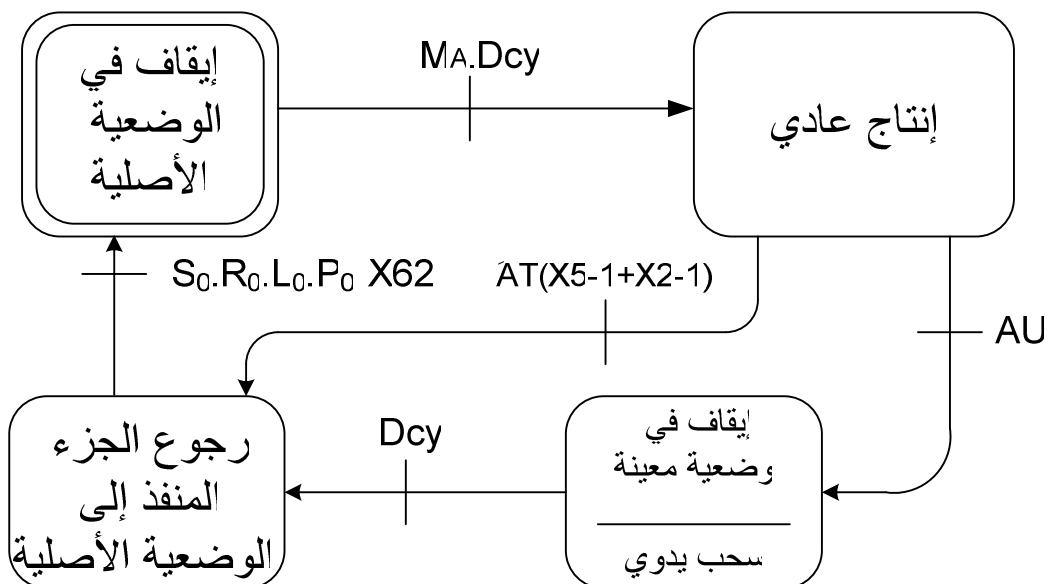 إيقاف في
الوضعية
الأصلية
MA.Dcy
إنتاج عادي
S₀.R₀.L₀.P₀ X62
AT(X5-1+X2-1)
AU
رجوع الجزء
المنفذ إلى
الوضعية الأصلية
Dcy
إيقاف في
وضعية معينة
سحب يدوي